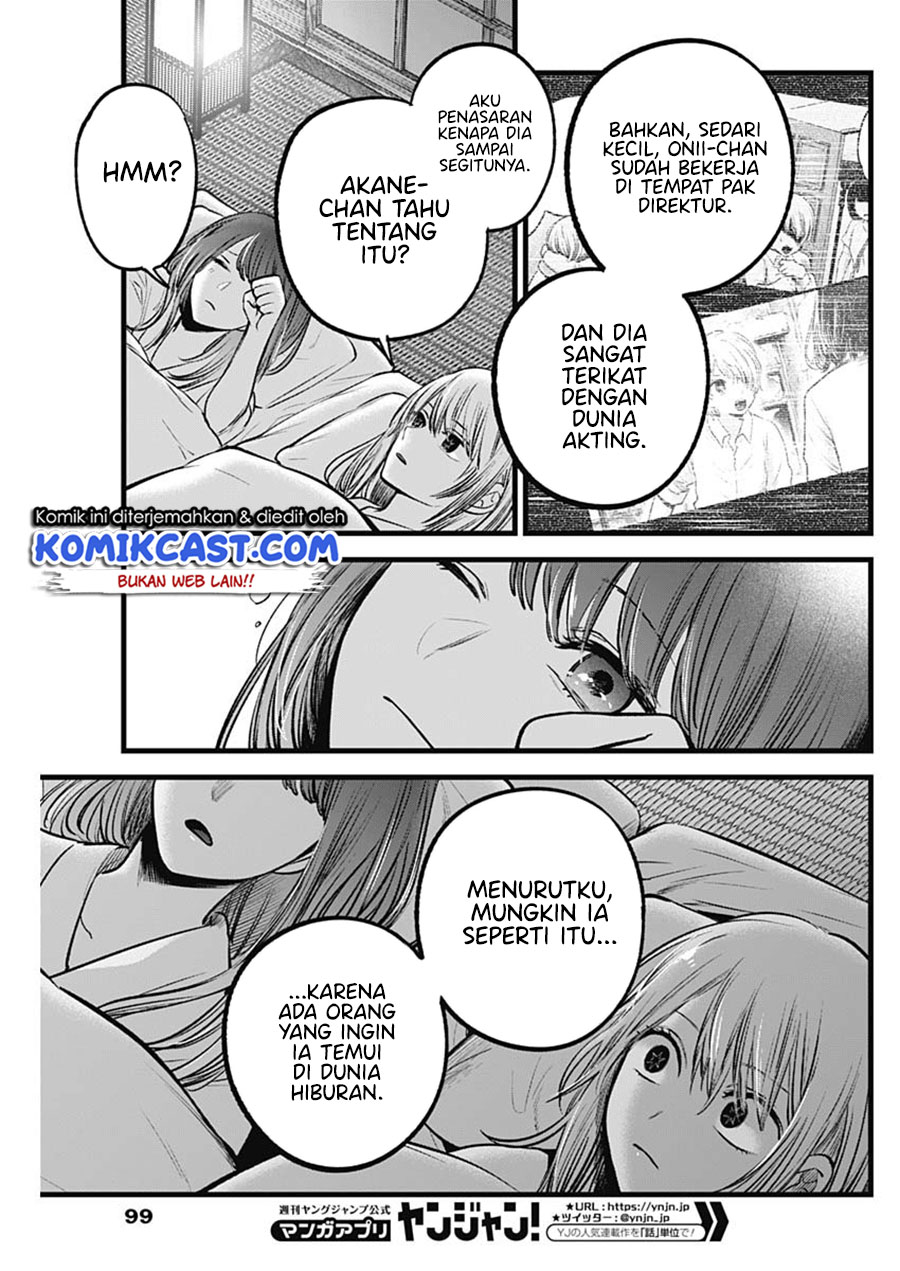 BAHKAN, SEDARI
KECIL, ONII-CHAN
SUDAH BEKERJA
DI TEMPAT PAK
DIREKTUR.
DAN DIA
SANGAT
TERIKAT
DENGAN
DUNIA
AKTING.
AKU
PENASARAN
KENAPA DIA
SAMPAI
SEGITUNYA.
AKANE-
CHAN TAHU
TENTANG
ITU?
HMM?
Komik ini diterjemahkan & diedit oleh
KOMIKCAST.COM
BUKAN WEB LAIN!!
MENURUTKU,
MUNGKIN IA
SEPERTI ITU...
...KARENA
ADA ORANG
YANG INGIN
IA TEMUI
DI DUNIA
HIBURAN.
99
週刊ヤングジャンプ公式
マンガアプリ
ヤンジャン!
★URL：https://ynjn.jp
★ツイッター：@ynjn_jp
YJの人気連載作を「話」単位で!